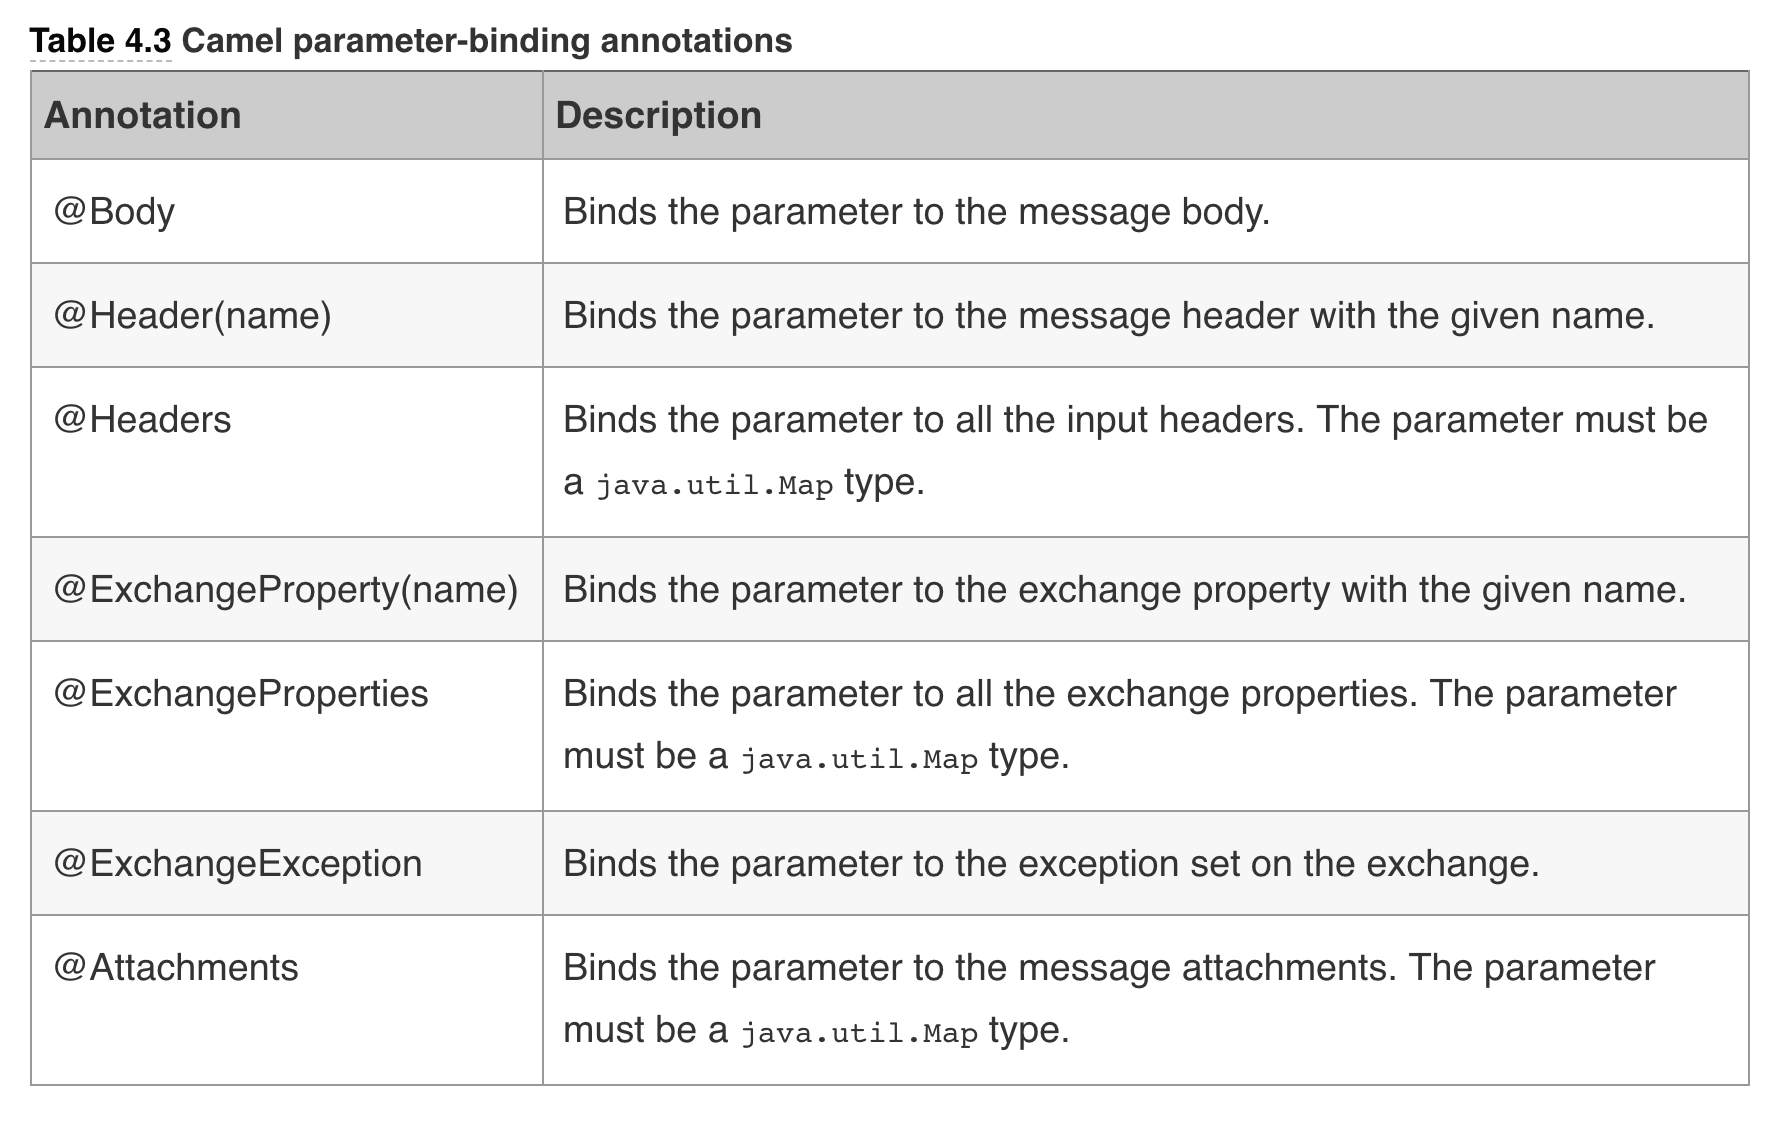 Table 4.3 Camel parameter-binding annotations
Annotation Description
@Body Binds the parameter to the message body.
@Header(name) Binds the parameter to the message header with the given name.
@Headers Binds the parameter to all the input headers. The parameter must be
a java.util.Map type.
@ExchangeProperty(name) Binds the parameter to the exchange property with the given name.
@ExchangeProperties Binds the parameter to all the exchange properties. The parameter
must be a java.util.Map type.
@ExchangeException Binds the parameter to the exception set on the exchange.
@Attachments Binds the parameter to the message attachments. The parameter
must be a java.util.Map type.